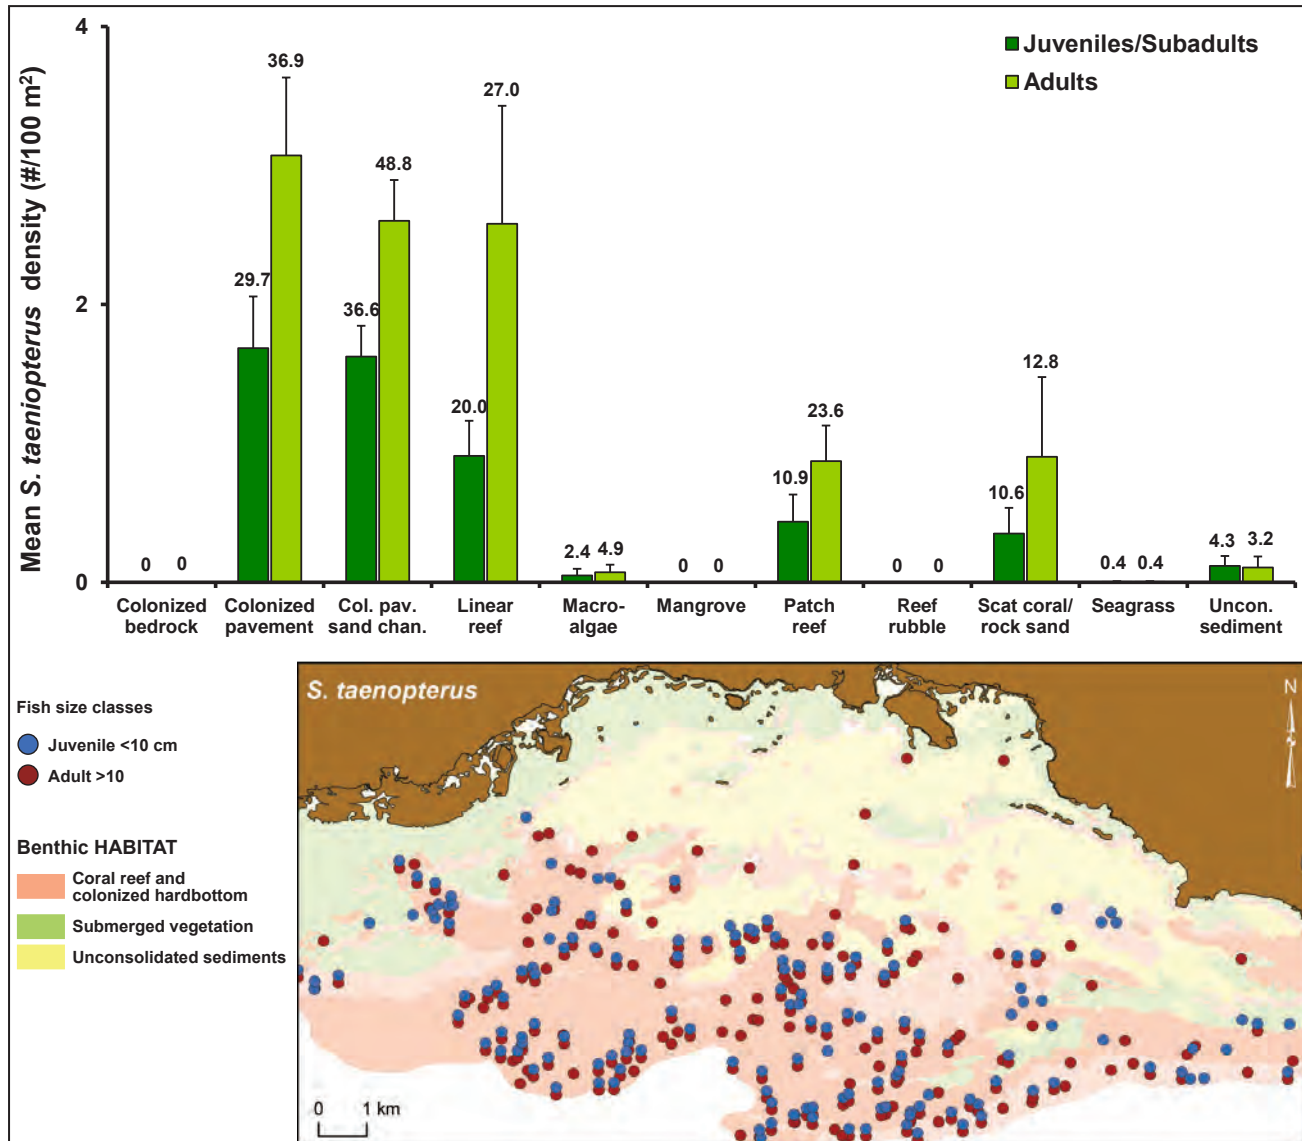 Mean S. taeniopterus density (#/100 m²)
4
2
0
Juveniles/Subadults
Adults
0 0
29.7 36.9
36.6 48.8
20.0 27.0
2.4 4.9
0 0
10.9 23.6
0 0
10.6 12.8
0.4 0.4
4.3 3.2
Colonized
bedrock
Colonized
pavement
Col. pav.
sand chan.
Linear
reef
Macro-
algae
Mangrove
Patch
reef
Reef
rubble
Scat coral/
rock sand
Seagrass
Uncon.
sediment
Fish size classes
Juvenile <10 cm
Adult >10
Benthic HABITAT
Coral reef and
colonized hardbottom
Submerged vegetation
Unconsolidated sediments
S. taenopterus
N
S
0 1 km